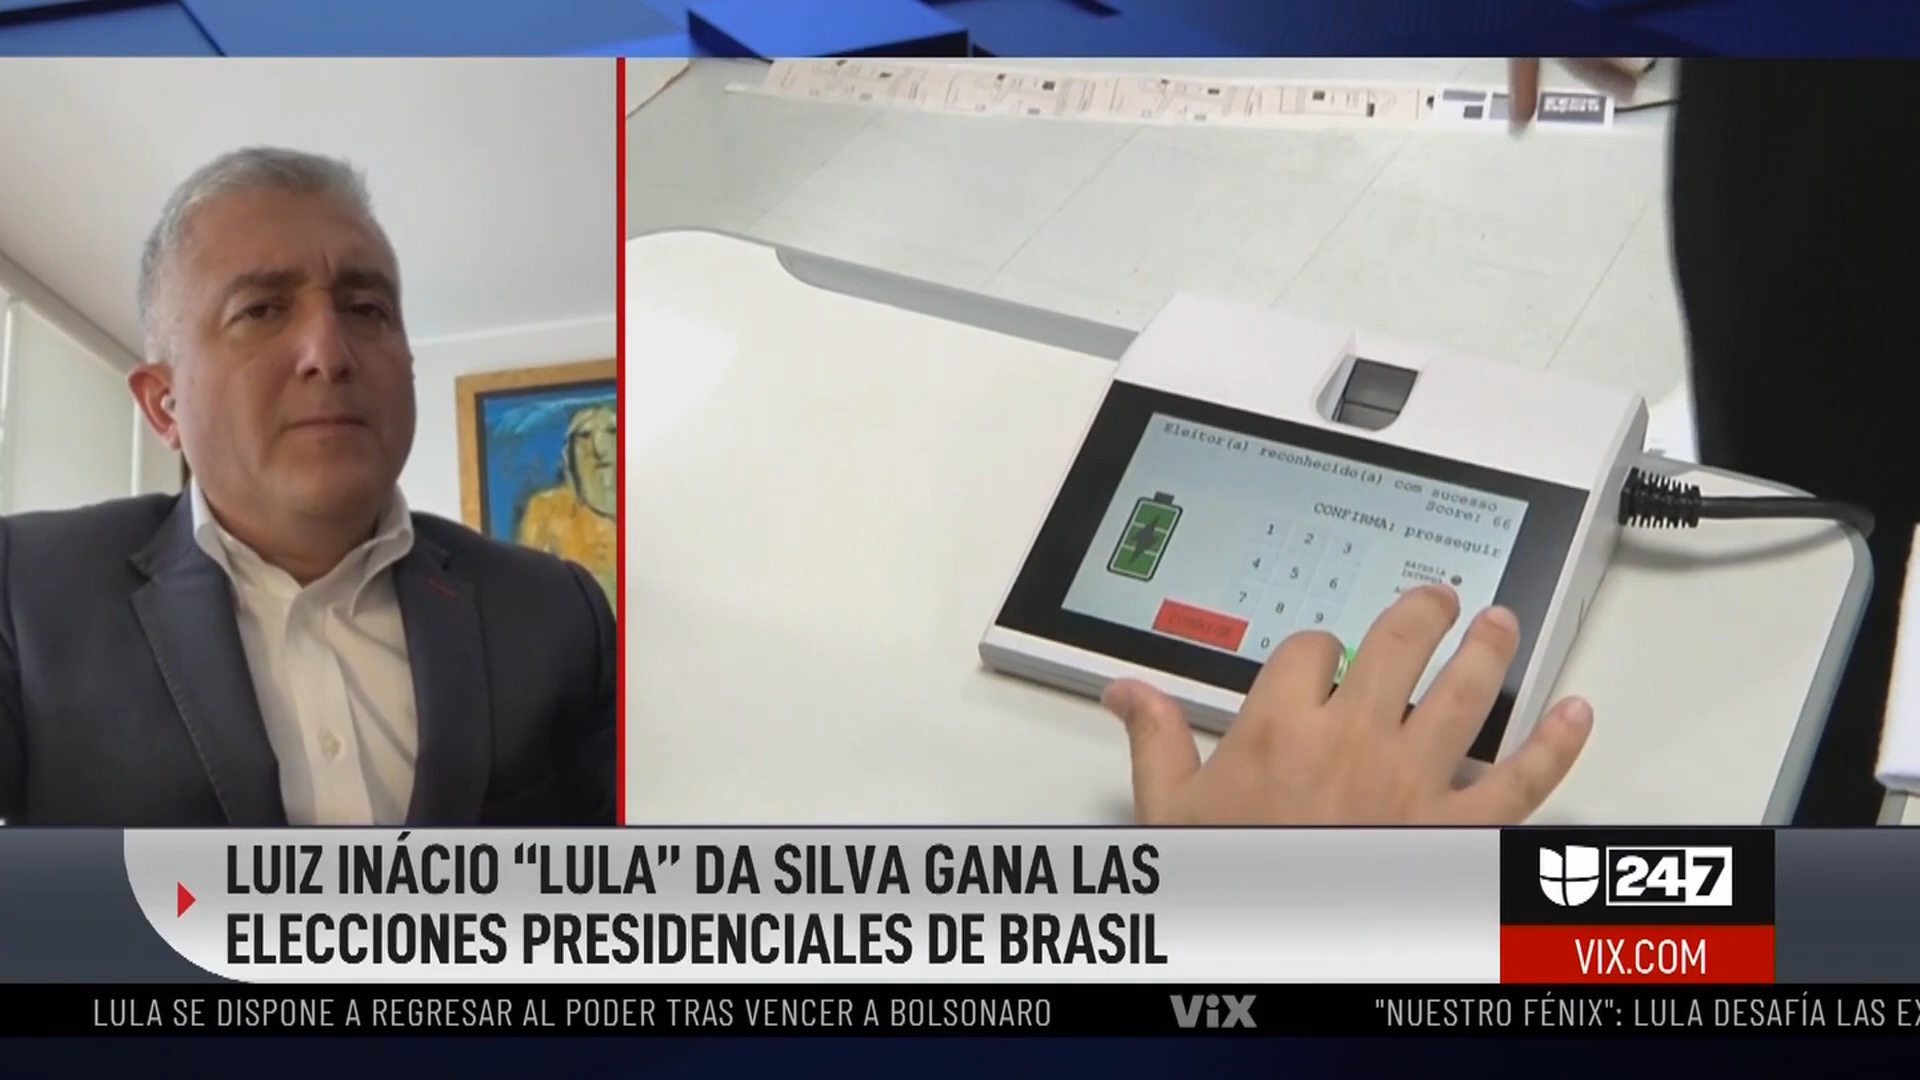 Eleitor(a) reconhecido(a) com sucesso
Score: 66
CONFIRMA: prosseguir
1 2 3
4 5 6
7 8 9
0
BATERIA
INTERNA
LUIZ INÁCIO “LULA” DA SILVA GANA LAS
ELECCIONES PRESIDENCIALES DE BRASIL
24-7
VIX.COM
LULA SE DISPONE A REGRESAR AL PODER TRAS VENCER A BOLSONARO
ViX
"NUESTRO FÉNIX": LULA DESAFÍA LAS